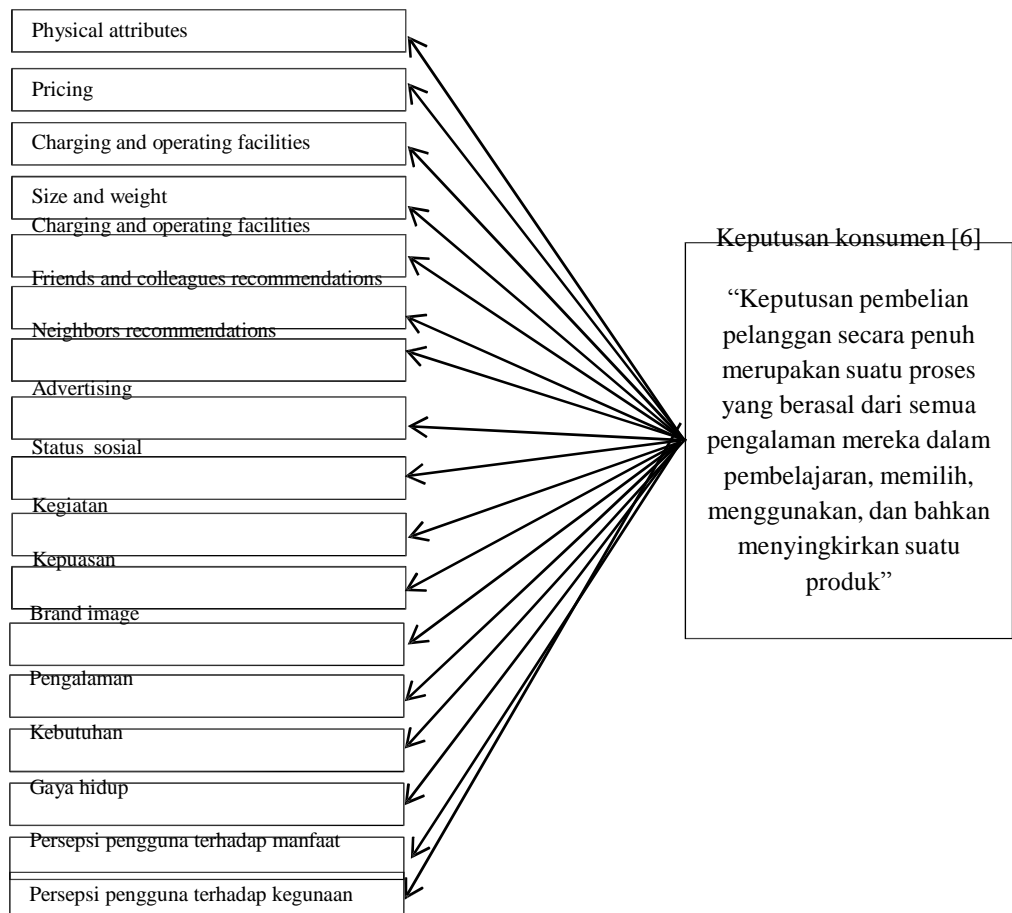 Physical attributes
Pricing
Charging and operating facilities
Size and weight
Charging and operating facilities
Friends and colleagues recommendations
Neighbors recommendations
Advertising
Status  sosial
Kegiatan
Kepuasan
Brand image
Pengalaman
Kebutuhan
Gaya hidup
Persepsi pengguna terhadap manfaat
Persepsi pengguna terhadap kegunaan
Keputusan konsumen [6]
“Keputusan pembelian
pelanggan secara penuh
merupakan suatu proses
yang berasal dari semua
pengalaman mereka dalam
pembelajaran, memilih,
menggunakan, dan bahkan
menyingkirkan suatu
produk”